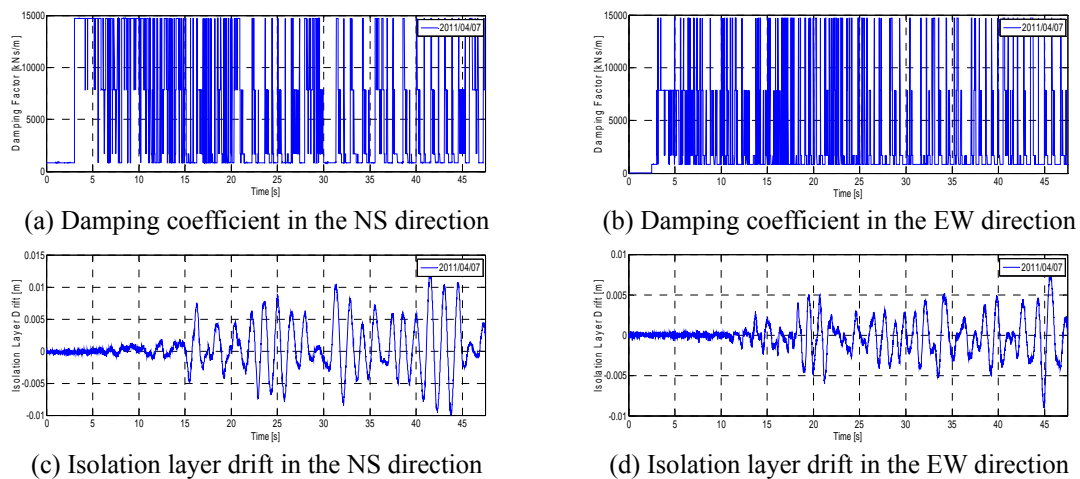 Damping Factor [kNs/m]
15000
10000
5000
0
2011/04/07
0 5 10 15 20 25 30 35 40 45
Time [s]
(a) Damping coefficient in the NS direction
Damping Factor [kNs/m]
15000
10000
5000
0
2011/04/07
0 5 10 15 20 25 30 35 40 45
Time [s]
(b) Damping coefficient in the EW direction
Isolation Layer Drift [m]
0.015
0.01
0.005
0
-0.005
-0.01
2011/04/07
0 5 10 15 20 25 30 35 40 45
Time [s]
(c) Isolation layer drift in the NS direction
Isolation Layer Drift [m]
0.01
0.005
0
-0.005
-0.01
2011/04/07
0 5 10 15 20 25 30 35 40 45
Time [s]
(d) Isolation layer drift in the EW direction